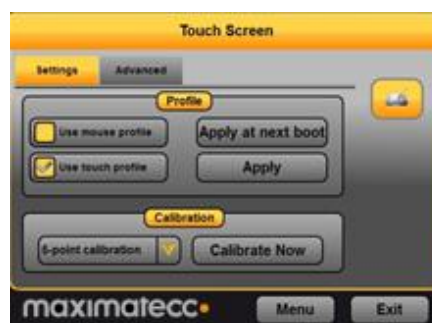 Touch Screen
Settings Advanced
Profile
Use mouse profile Apply at next boot
Use touch profile Apply
Calibration
5-point calibration Calibrate Now
maximatecc
Menu Exit